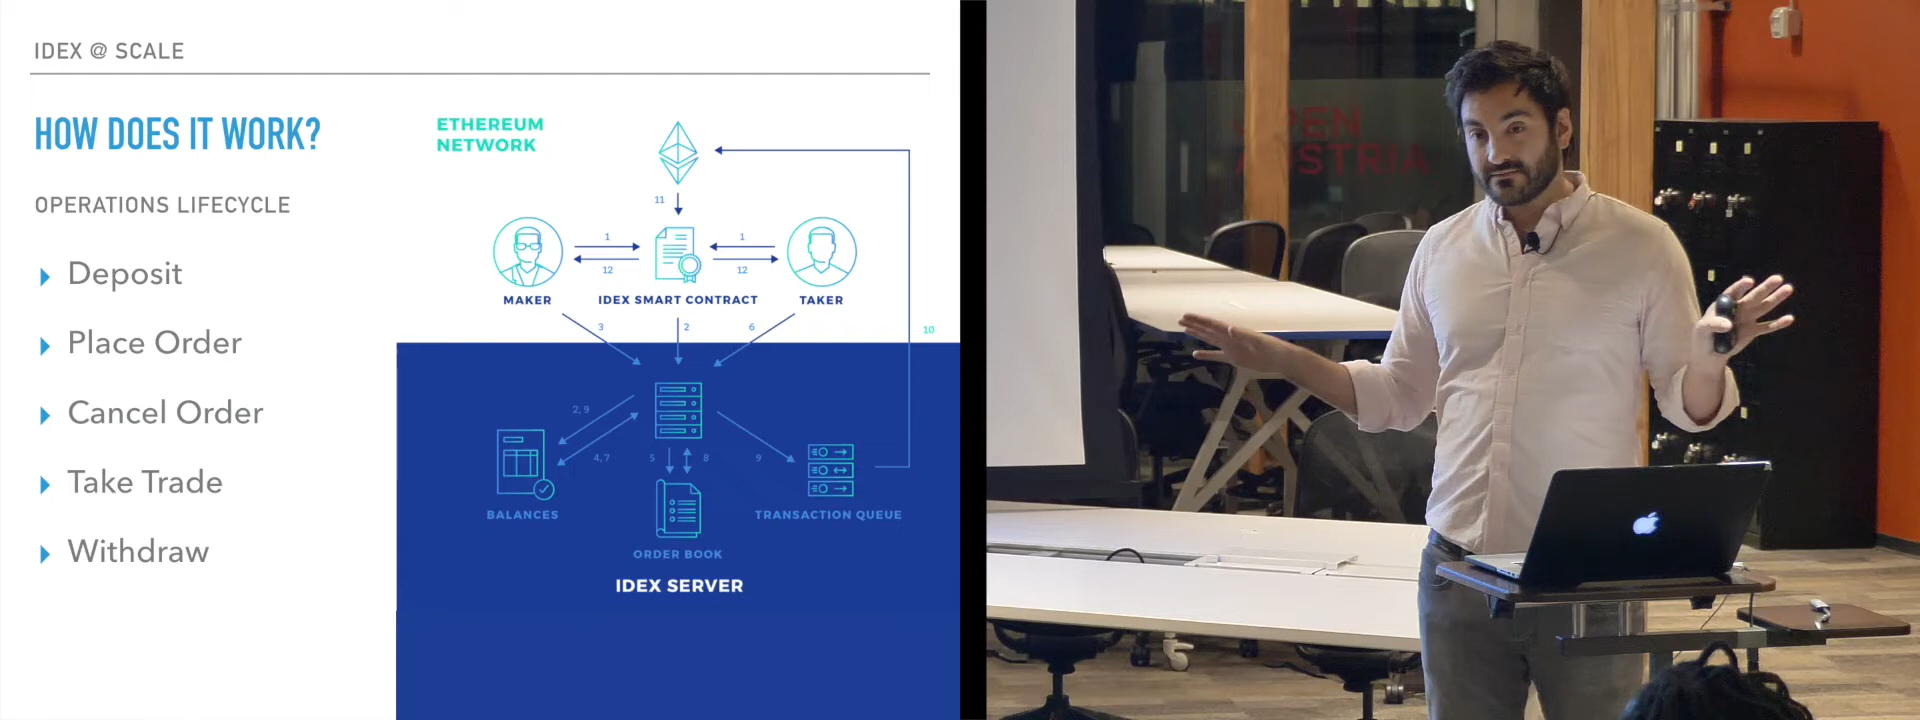 IDEX @ SCALE
HOW DOES IT WORK?
OPERATIONS LIFECYCLE
Deposit
Place Order
Cancel Order
Take Trade
Withdraw
ETHEREUM
NETWORK
11
1
1
12
12
MAKER
IDEX SMART CONTRACT
TAKER
3
2
6
10
2, 9
4,7
5
8
9
BALANCES
TRANSACTION QUEUE
ORDER BOOK
IDEX SERVER
OPEN
AUSTRIA